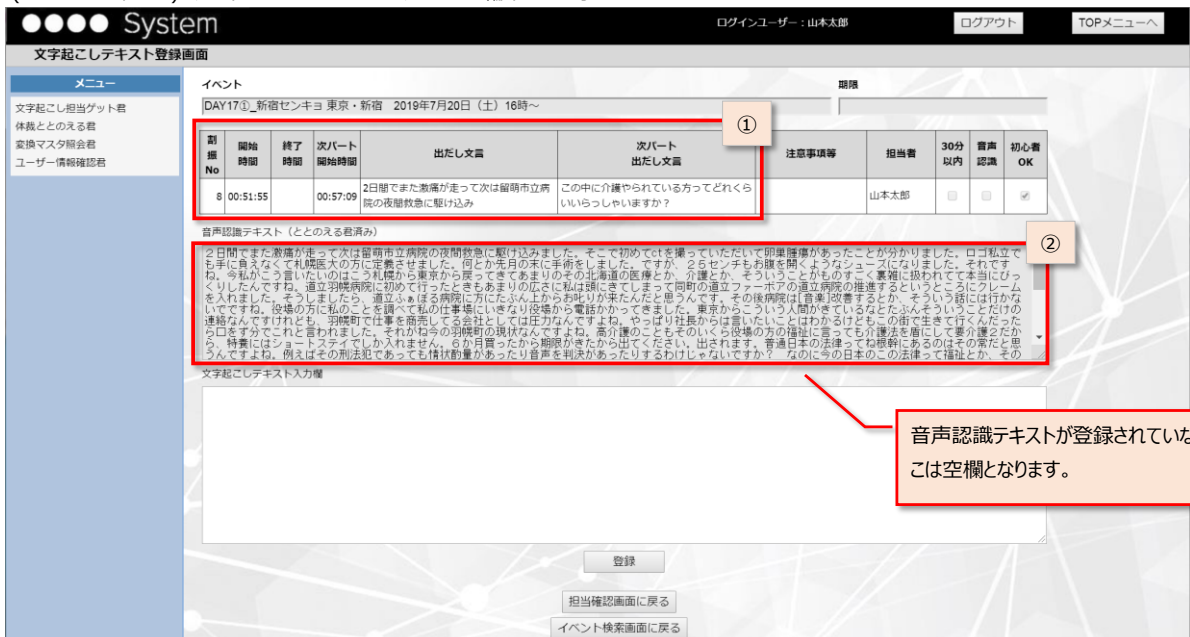 ●●●● System
ログインユーザー：山本太郎
ログアウト
TOPメニューへ
文字起こしテキスト登録画面
メニュー
文字起こし担当ゲット君
体裁ととのえる君
変換マスタ照会君
ユーザー情報確認君
イベント
期限
DAY17①_新宿センキョ 東京・新宿　2019年7月20日（土）16時～
①
割振No
開始時間
終了時間
次パート開始時間
出だし文言
次パート出だし文言
注意事項等
担当者
30分以内
音声認識
初心者OK
8
00:51:55
00:57:09
2日間でまた激痛が走って次は留萌市立病院の夜間救急に駆け込み
この中に介護やられている方ってどれくらいいらっしゃいますか？
山本太郎
音声認識テキスト（ととのえる君済み）
②
２日間でまた激痛が走って次は留萌市立病院の夜間救急に駆け込みました。そこで初めてctを撮っていただいて卵巣腫瘍があったことが分かりました。ロゴ私立で
も手に負えなくて札幌医大の方に定義させました。何とか先月の末に手術をしました。ですが、２５センチもお腹を開くようなシューズになりました。それです
ね。今私がこう言いたいのはこう札幌から東京から戻ってきてあまりのその北海道の医療とか、介護とか、そういうことがものすごく裏雑に扱われてて本当にびっ
くりしたんですね。道立羽幌病院に初めて行ったときもあまりの広さに私は頭にきてしまって同町の道立ファーボアの道立病院の推進するというところにクレーム
を入れました。そうしましたら、道立ふぁぼる病院に方にたぶん上からお叱りが来たんだと思うんです。その後病院は[音楽]改善するとか、そういう話には行かな
いでですね。役場の方に私のことを調べて私の仕事場にいきなり役場から電話かかってきました。東京からこういう人間がきているなとたぶんそういうことだけの
連絡なんですけれども、羽幌町で仕事を商売してる会社としては圧力なんですよね。やっぱり社長からは言いたいことはわかるけどもこの街で生きて行くんだったか
ら口をず分でこれと言われました。それがね今の羽幌町の現状なんですよね。高介護のこともそのいくら役場の方の福祉に言っても介護法を盾にして要介護2だか
ら、特養にはショートステイでしか入れません。６か月買ったから期限がきたから出てください。出されます。普通日本の法律ってね根幹にあるのはその常だと思
うんですよね。例えばその刑法犯であっても情状酌量があったり音声を判決があったりするわけじゃないですか？　なのに今の日本のこの法律って福祉とか、その
文字起こしテキスト入力欄
音声認識テキストが登録されていな
こは空欄となります。
登録
担当確認画面に戻る
イベント検索画面に戻る